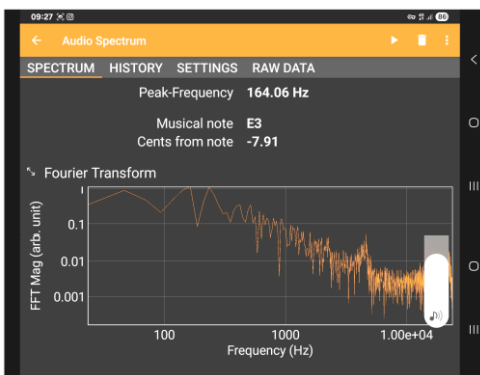 09:27
86
Audio Spectrum
SPECTRUM HISTORY SETTINGS RAW DATA
Peak-Frequency 164.06 Hz
Musical note E3
Cents from note -7.91
Fourier Transform
1
0.1
0.01
0.001
FFT Mag (arb. unit)
100 1000 1.00e+04
Frequency (Hz)